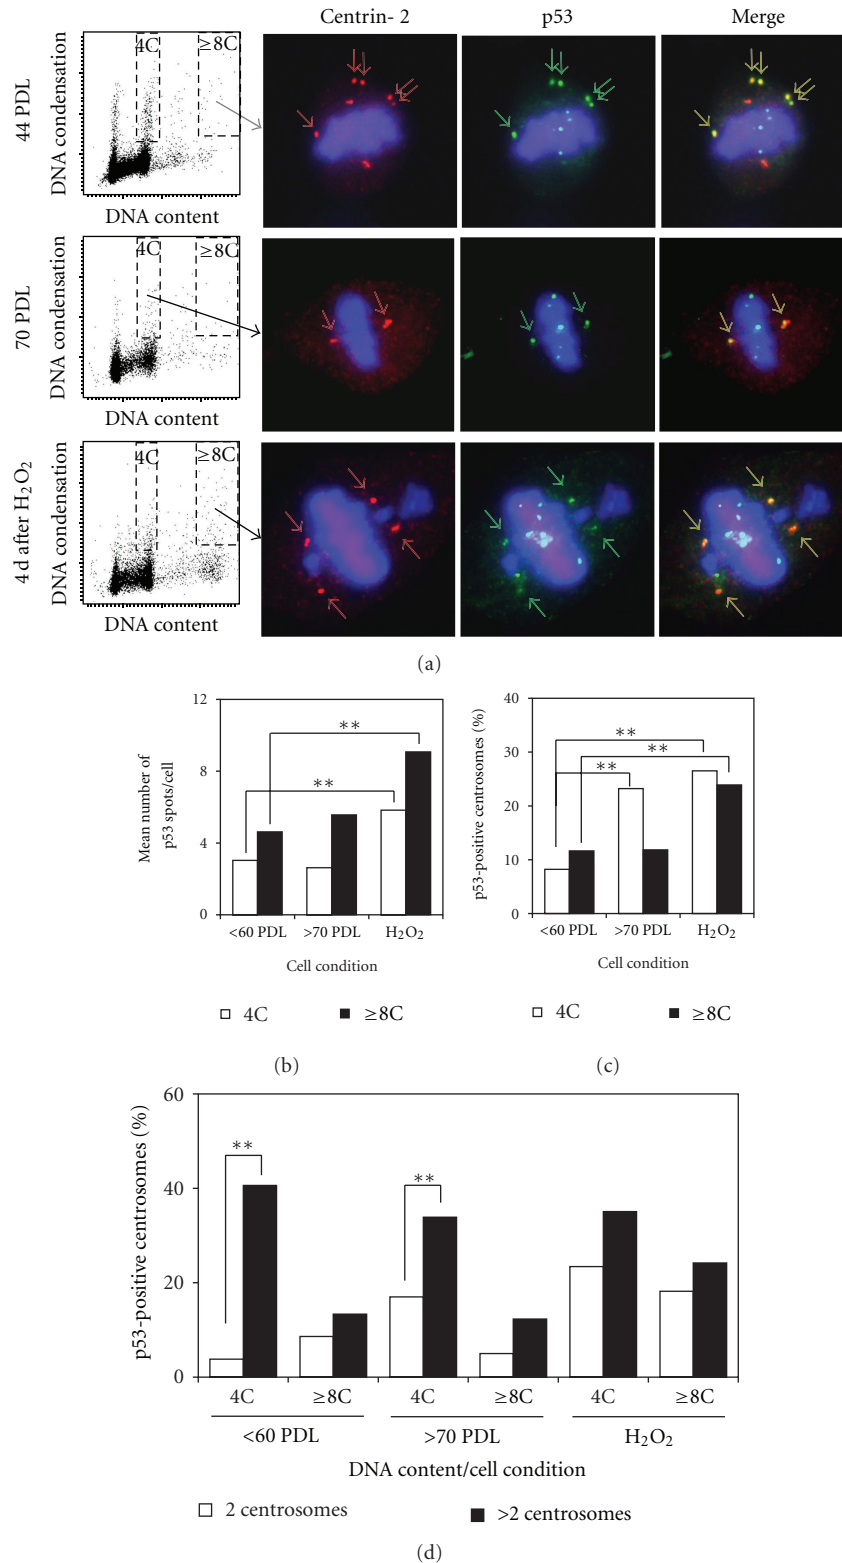 Centrin- 2 p53 Merge
44 PDL
DNA condensation
4C ≥8C
DNA content
70 PDL
DNA condensation
4C ≥8C
DNA content
4 d after H₂O₂
DNA condensation
4C ≥8C
DNA content
(a)
Mean number of
p53 spots/cell
12
9
6
3
0
**
**
<60 PDL >70 PDL H₂O₂
Cell condition
4C ≥8C
(b)
p53-positive centrosomes (%)
40
30
20
10
0
**
**
**
<60 PDL >70 PDL H₂O₂
Cell condition
4C ≥8C
(c)
p53-positive centrosomes (%)
60
40
20
0
**
**
4C ≥8C 4C ≥8C 4C ≥8C
<60 PDL >70 PDL H₂O₂
DNA content/cell condition
2 centrosomes >2 centrosomes
(d)